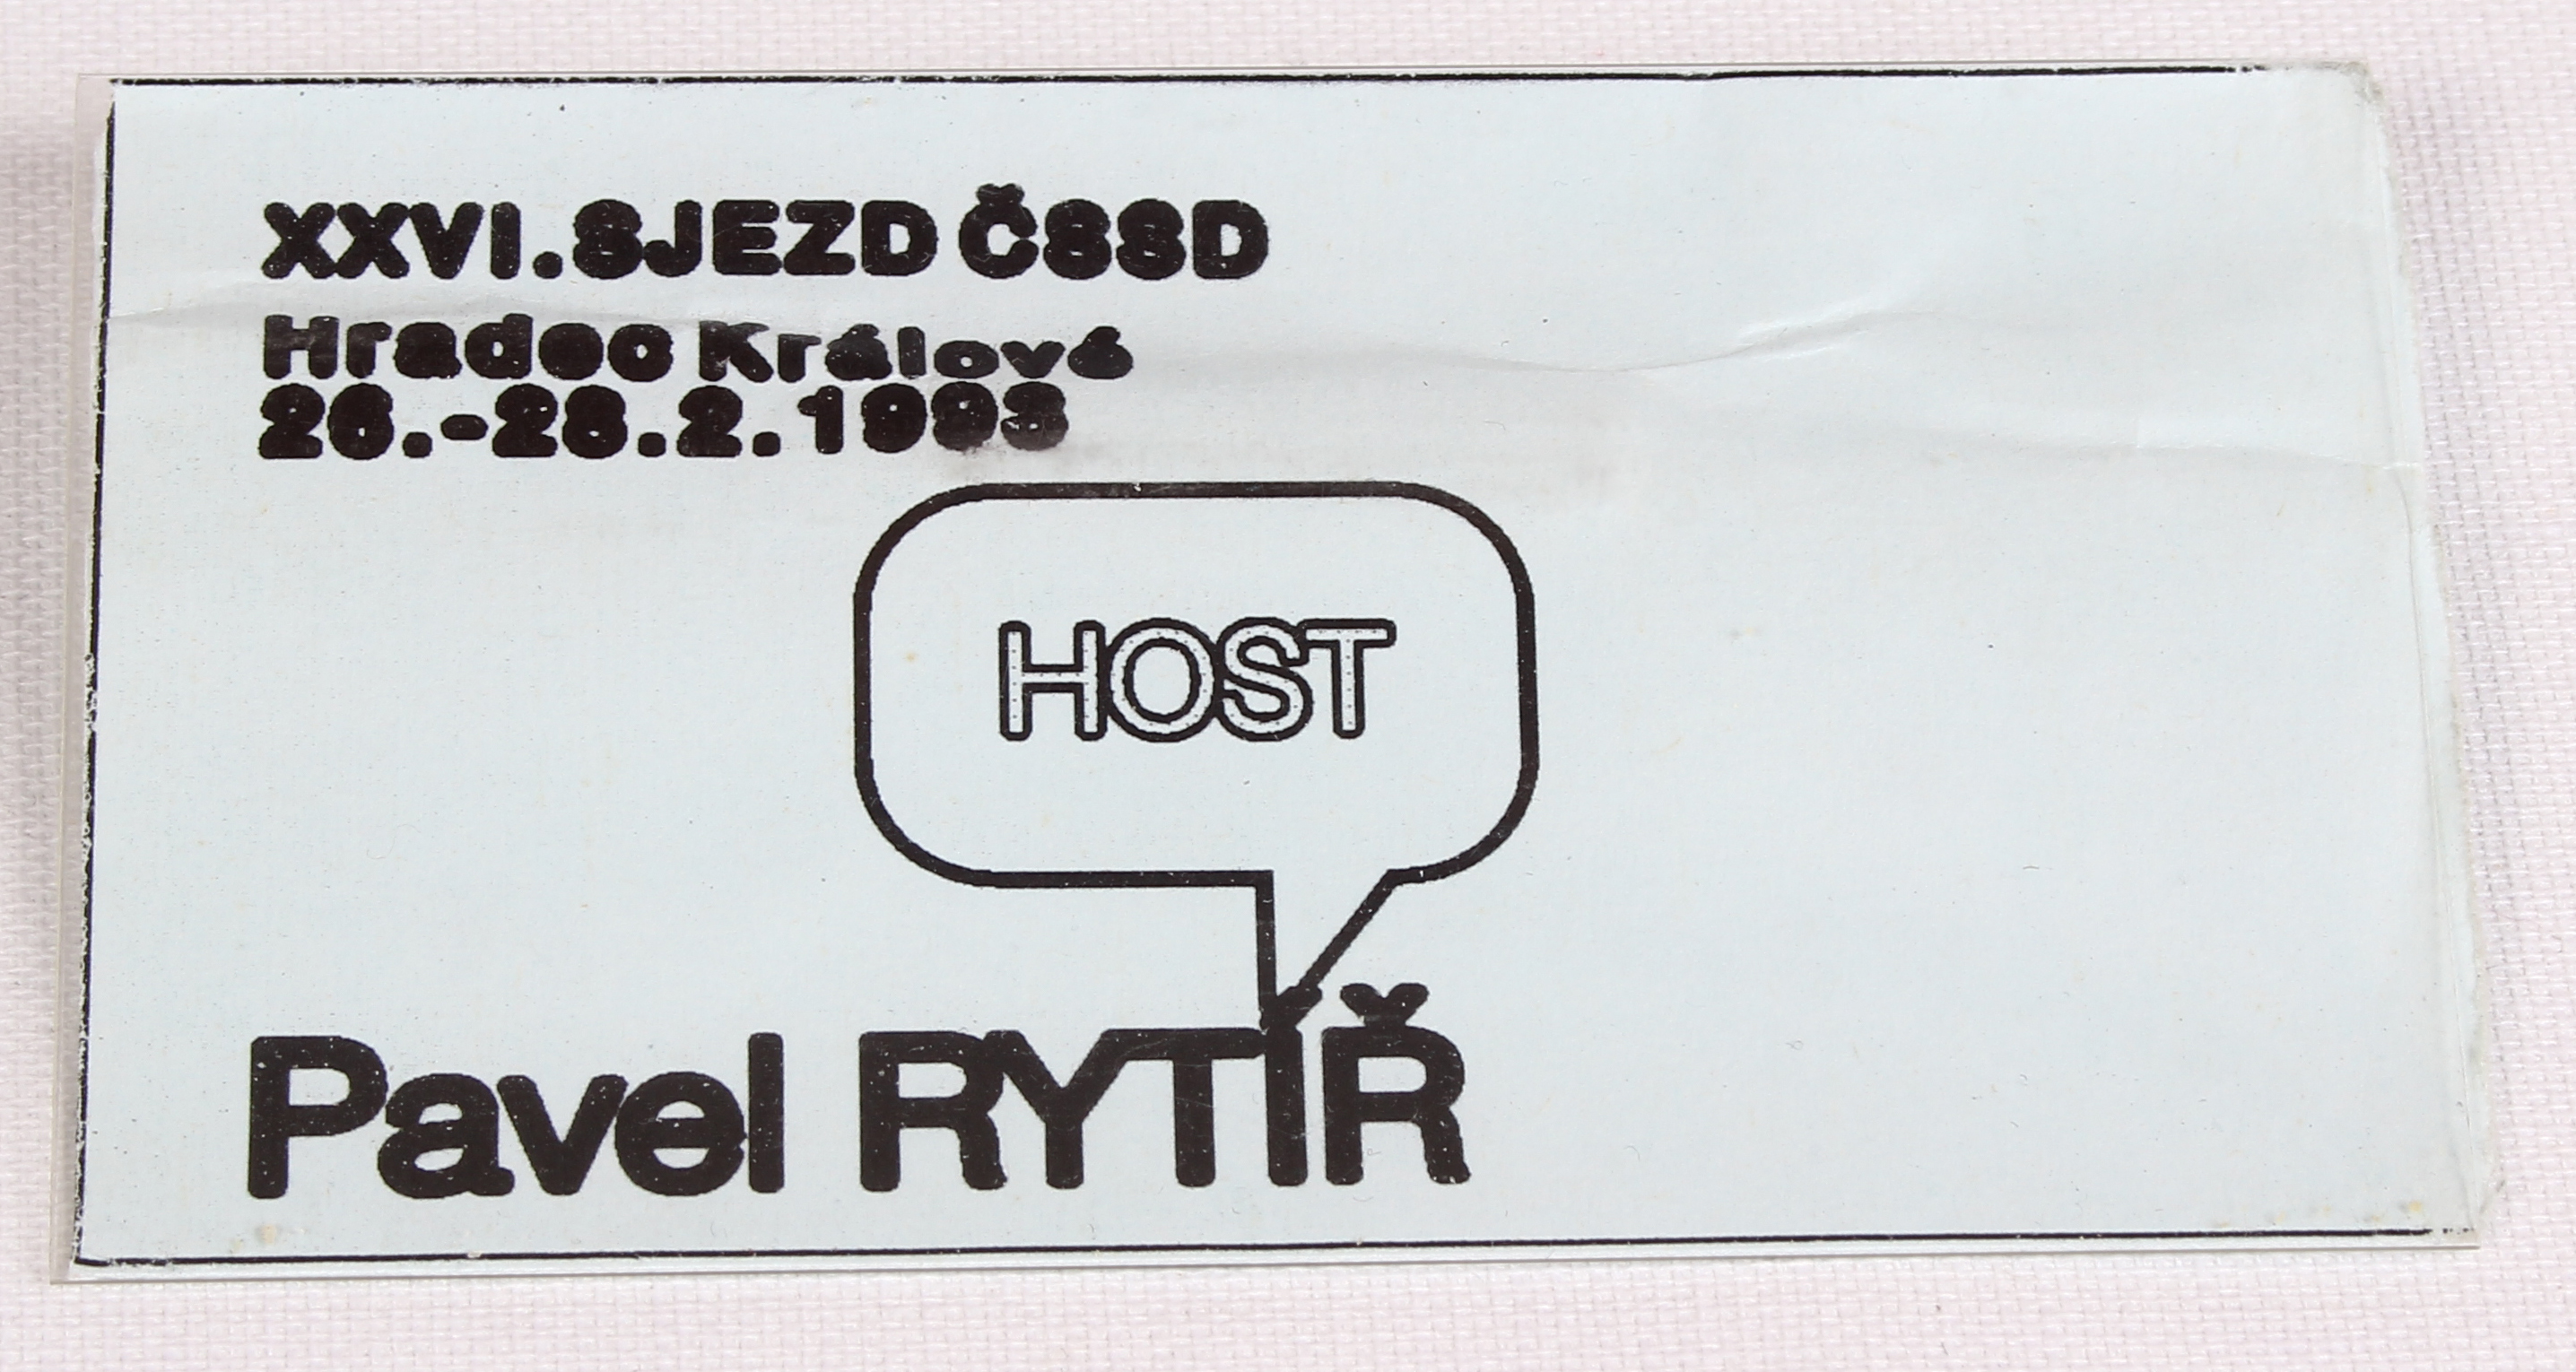 XXVI.SJEZD ČSSD
Hradec Králové
26.-28.2.1993
HOST
Pavel RYTÍŘ